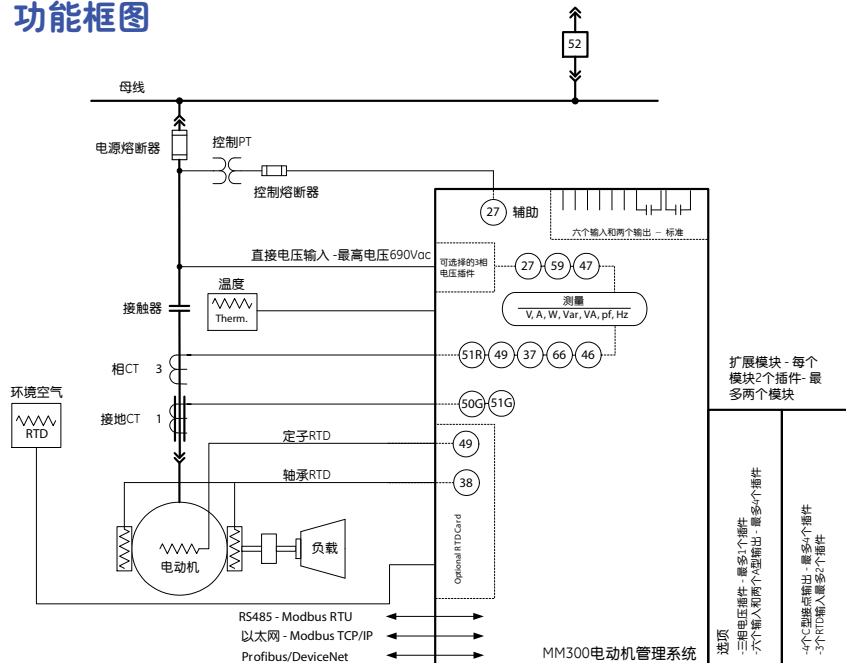 功能框图
52
母线
电源熔断器
控制PT
控制熔断器
27
辅助
六个输入和两个输出 – 标准
直接电压输入 -最高电压690Vac
可选择的3相
电压插件
27
59
47
温度
Therm.
测量
V, A, W, Var, VA, pf, Hz
接触器
相CT 3
51R
49
37
66
46
扩展模块 - 每个
模块2个插件- 最
多两个模块
环境空气
RTD
接地CT 1
50G
51G
定子RTD
49
轴承RTD
38
Optional RTD Card
电动机
负载
选项
-三相电压插件 - 最多1个插件
-六个输入和两个A型输出 - 最多4个插件
-4个C型接点输出 - 最多4个插件
-3个RTD输入最多2个插件
RS485 - Modbus RTU
以太网 - Modbus TCP/IP
Profibus/DeviceNet
MM300电动机管理系统